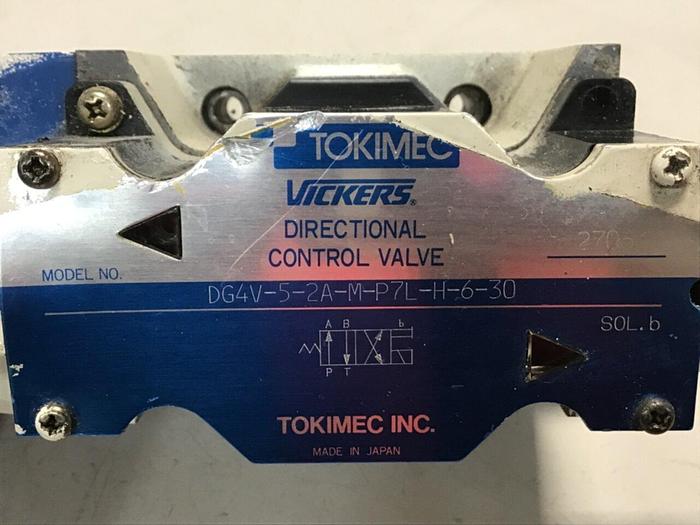 TOKIMEC
VICKERS®
DIRECTIONAL
CONTROL VALVE
MODEL NO.
DG4V-5-2A-M-P7L-H-6-30
A B b
SOL.b
P T
TOKIMEC INC.
MADE IN JAPAN